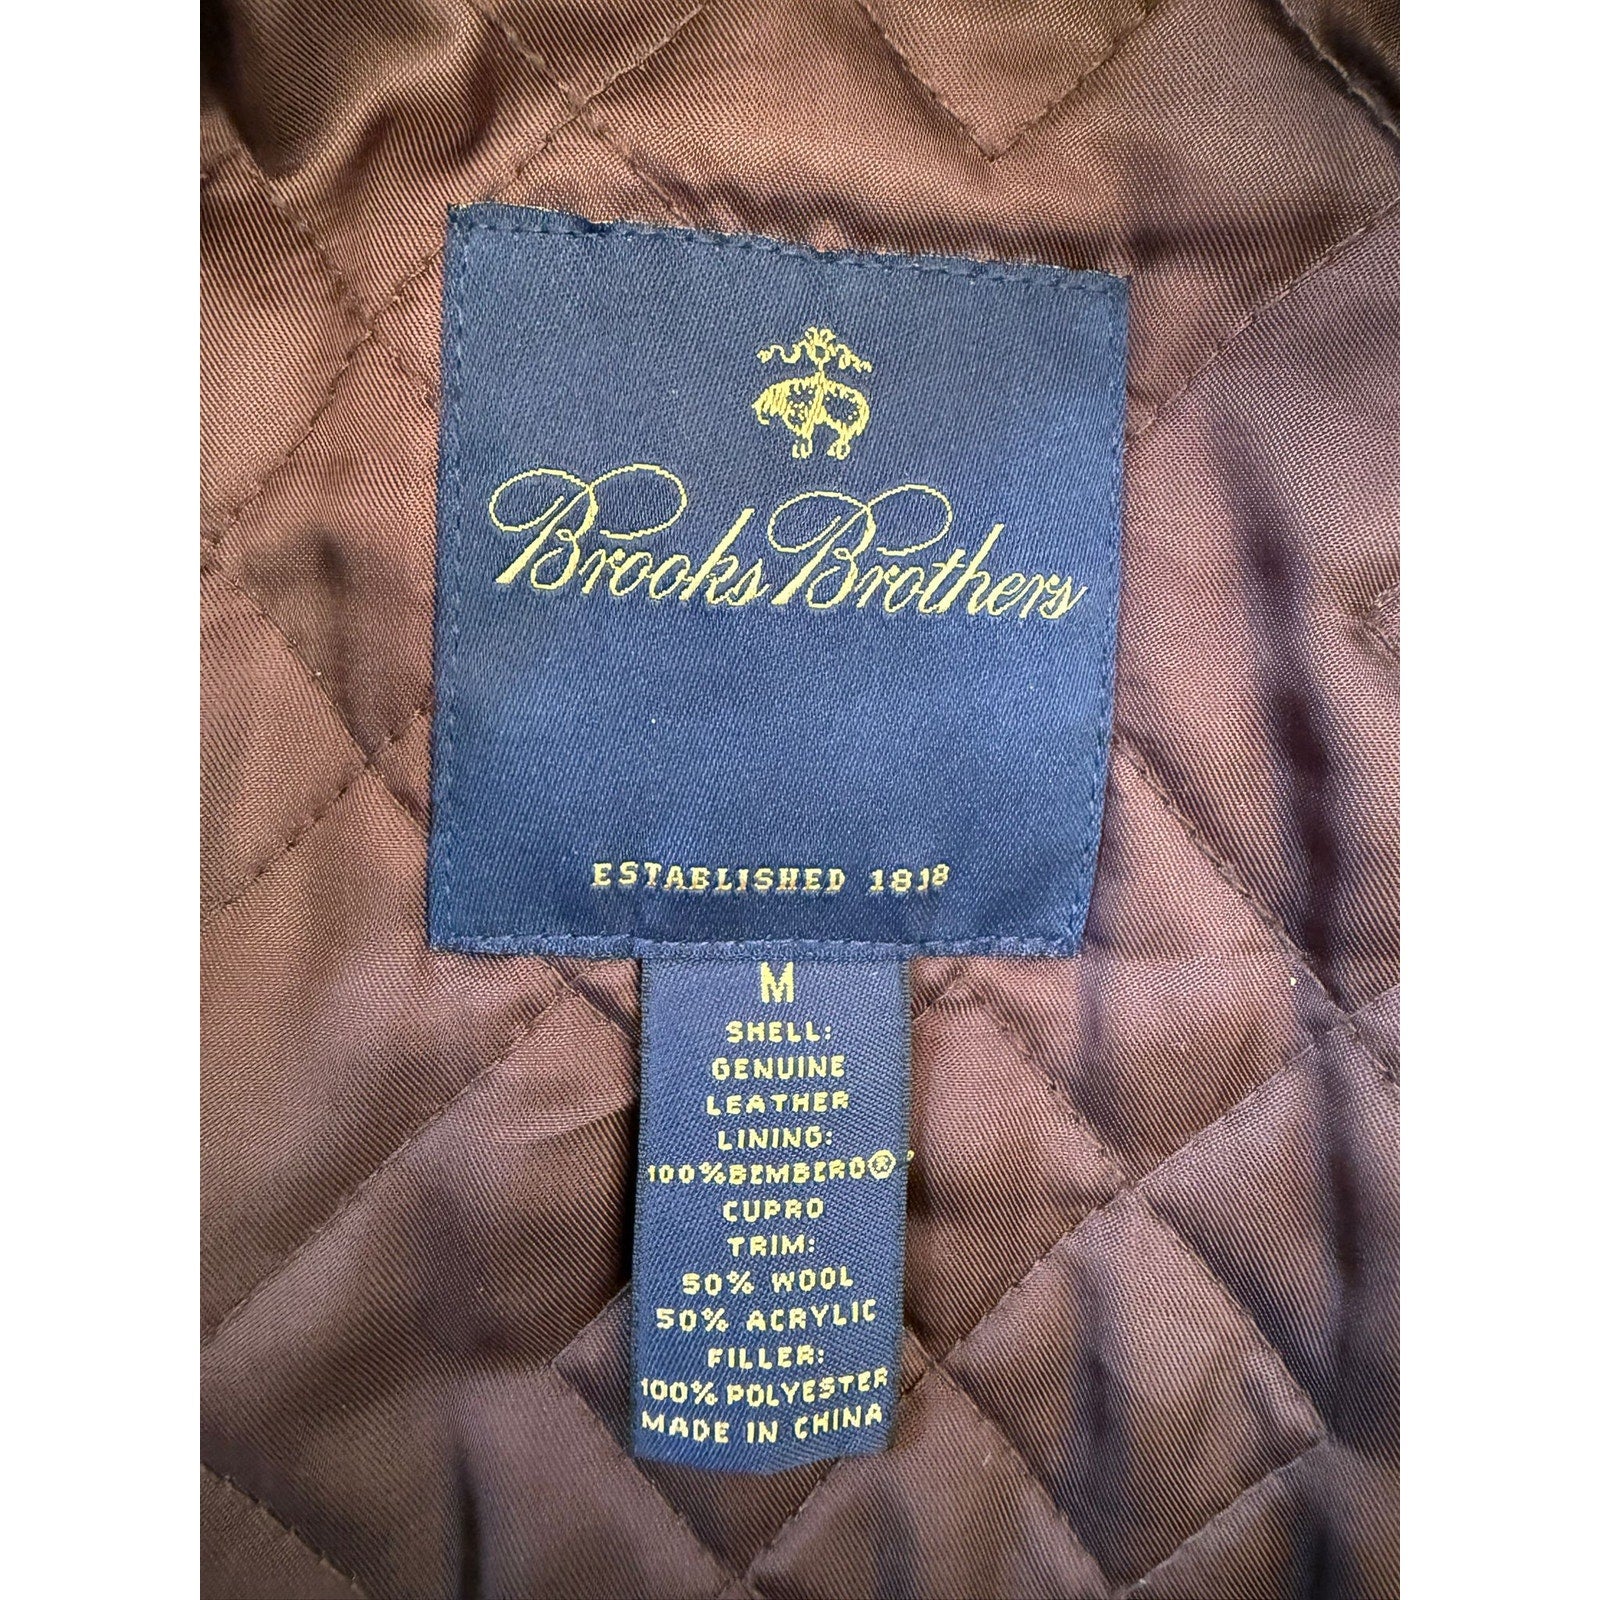 Brooks Brothers
ESTABLISHED 1818
M
SHELL:
GENUINE
LEATHER
LINING:
100%BEMBERG®
CUPRO
TRIM:
50% WOOL
50% ACRYLIC
FILLER:
100% POLYESTER
MADE IN CHINA